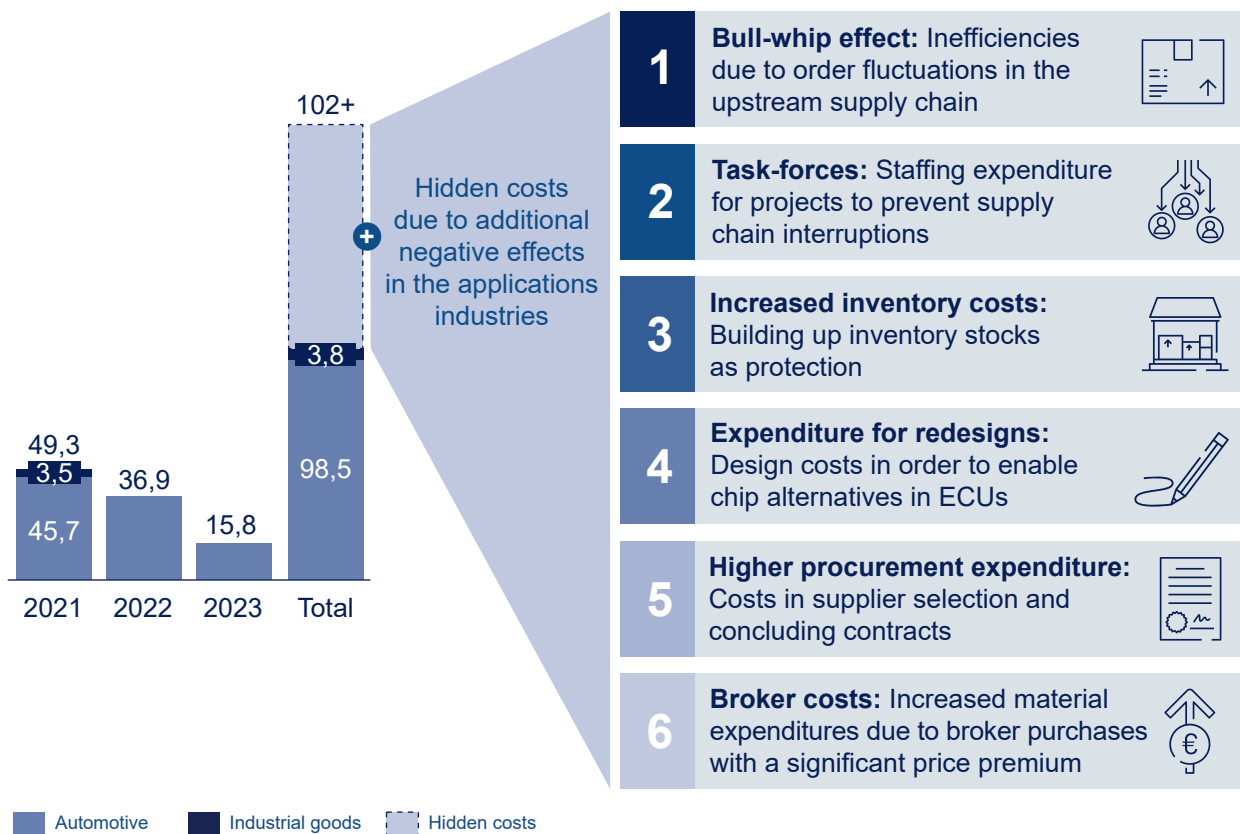 102+
3,8
98,5
49,3
3,5
45,7
36,9
15,8
2021
2022
2023
Total
Automotive
Industrial goods
Hidden costs
+
Hidden costs
due to additional
negative effects
in the applications
industries
1
Bull-whip effect: Inefficiencies
due to order fluctuations in the
upstream supply chain
2
Task-forces: Staffing expenditure
for projects to prevent supply
chain interruptions
3
Increased inventory costs:
Building up inventory stocks
as protection
4
Expenditure for redesigns:
Design costs in order to enable
chip alternatives in ECUs
5
Higher procurement expenditure:
Costs in supplier selection and
concluding contracts
6
Broker costs: Increased material
expenditures due to broker purchases
with a significant price premium
€